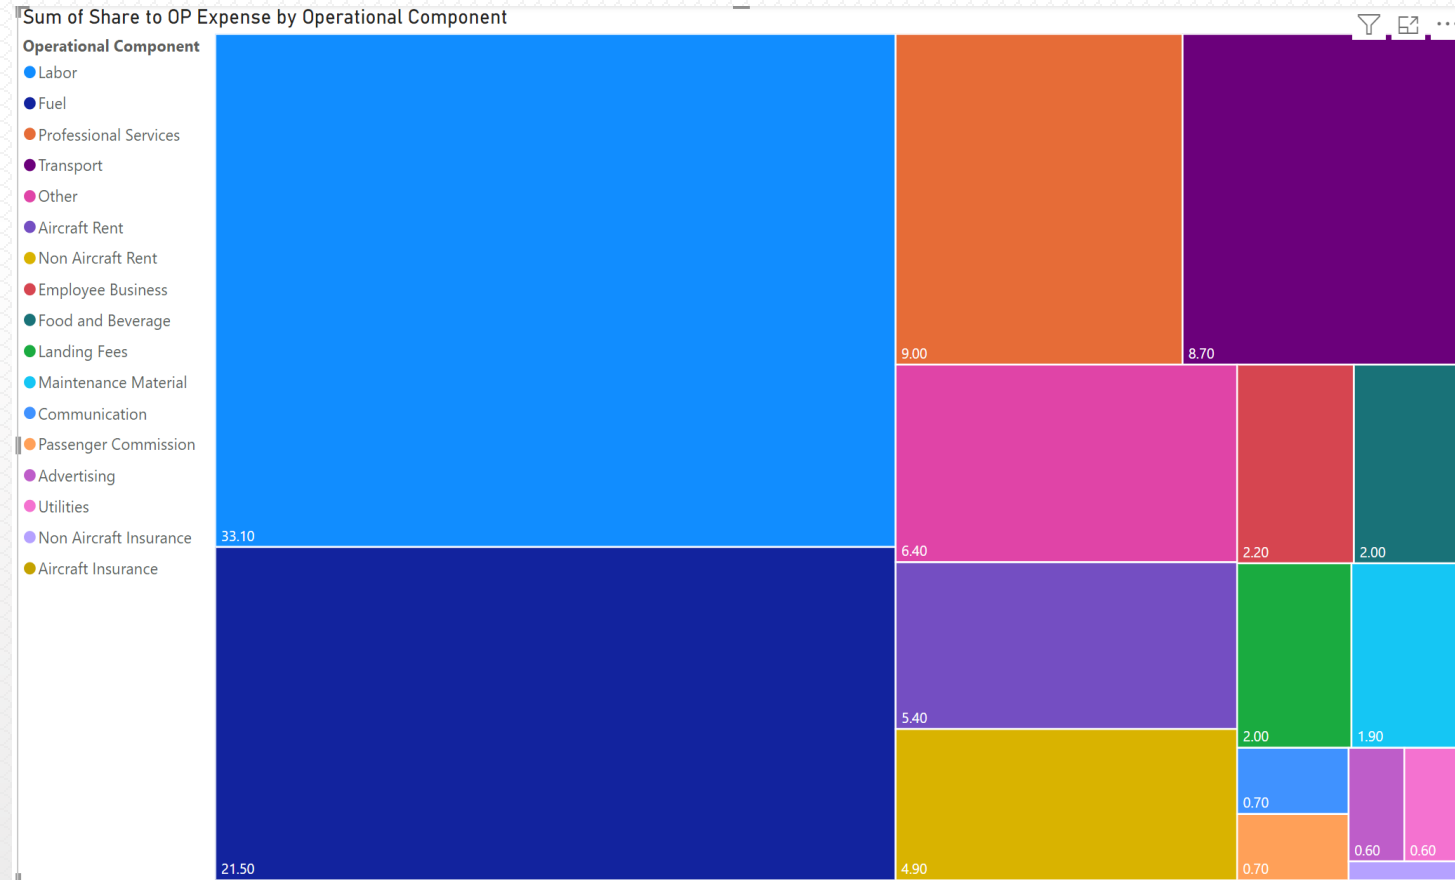 Sum of Share to OP Expense by Operational Component
Operational Component
Labor
Fuel
Professional Services
Transport
Other
Aircraft Rent
Non Aircraft Rent
Employee Business
Food and Beverage
Landing Fees
Maintenance Material
Communication
Passenger Commission
Advertising
Utilities
Non Aircraft Insurance
Aircraft Insurance
33.10
21.50
9.00
8.70
6.40
2.20
2.00
5.40
2.00
1.90
4.90
0.70
0.70
0.60
0.60